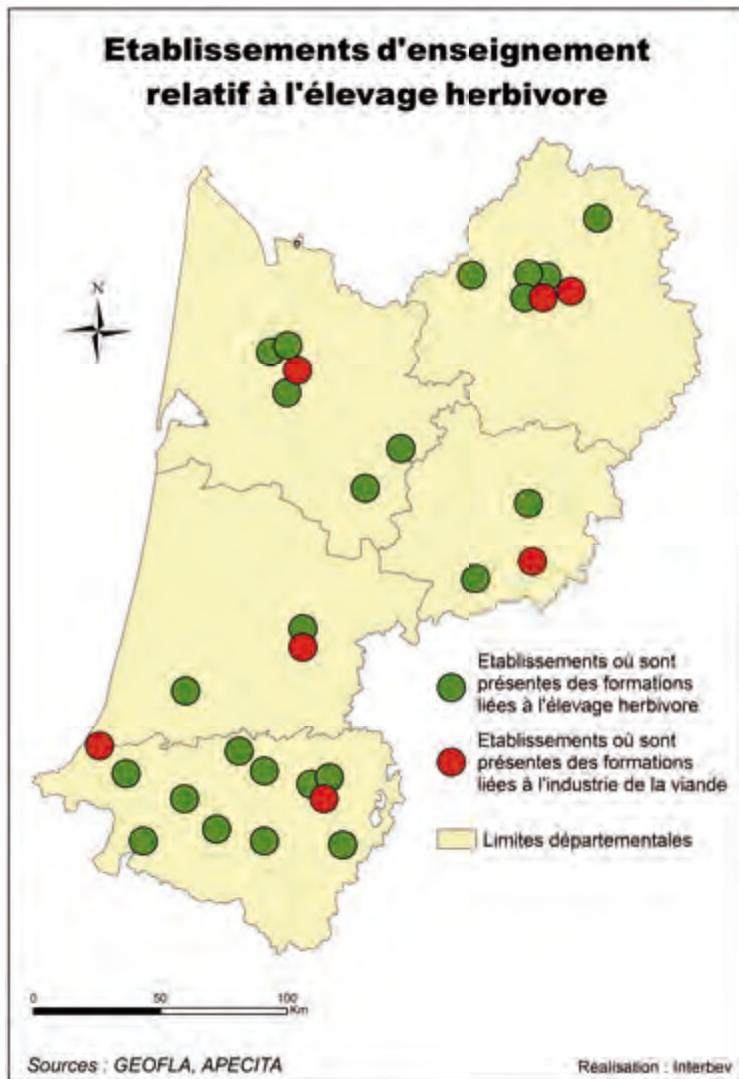 Etablissements d'enseignement
relatif à l'élevage herbivore
N
Etablissements où sont
présentes des formations
liées à l'élevage herbivore
Etablissements où sont
présentes des formations
liées à l'industrie de la viande
Limites départementales
0 50 100
Km
Sources : GEOFLA, APECITA
Réalisation : Interbev